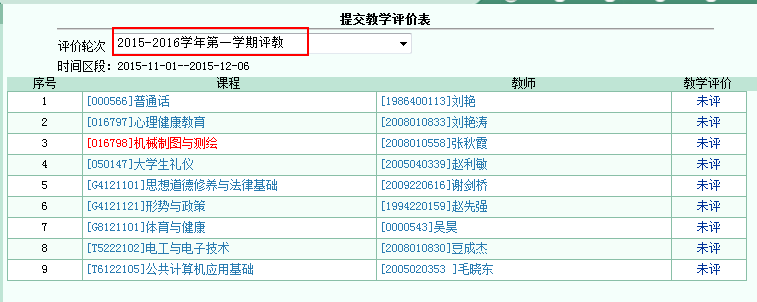 提交教学评价表
评价轮次 2015-2016学年第一学期评教
时间区段：2015-11-01--2015-12-06
序号 课程 教师 教学评价
1 [000566]普通话 [1986400113]刘艳 未评
2 [016797]心理健康教育 [2008010833]刘艳涛 未评
3 [016798]机械制图与测绘 [2008010558]张秋霞 未评
4 [050147]大学生礼仪 [2005040339]赵利敏 未评
5 [G4121101]思想道德修养与法律基础 [2009220616]谢剑桥 未评
6 [G4121121]形势与政策 [1994220159]赵先强 未评
7 [G8121101]体育与健康 [0000543]吴昊 未评
8 [T5222102]电工与电子技术 [2008010830]豆成杰 未评
9 [T6122105]公共计算机应用基础 [2005020353 ]毛晓东 未评